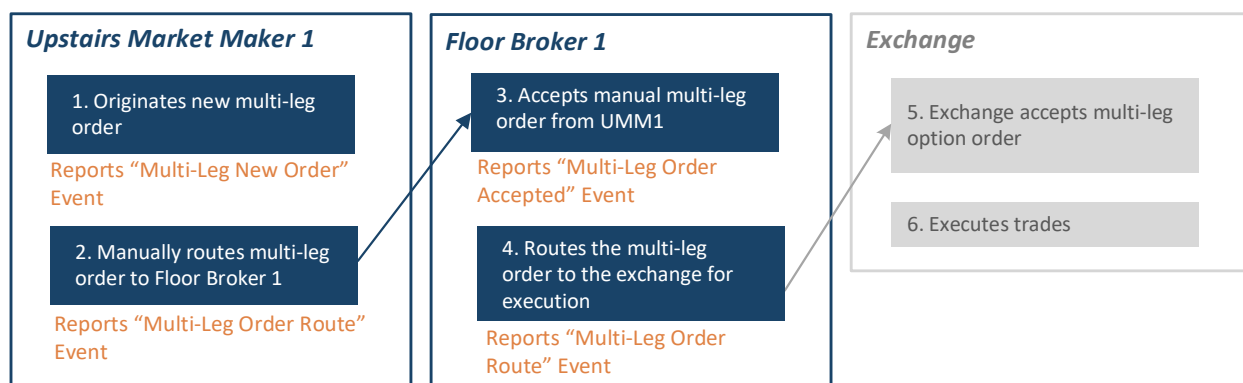 Upstairs Market Maker 1
1. Originates new multi-leg
order
Reports “Multi-Leg New Order”
Event
2. Manually routes multi-leg
order to Floor Broker 1
Reports “Multi-Leg Order Route”
Event
Floor Broker 1
3. Accepts manual multi-leg
order from UMM1
Reports “Multi-Leg Order
Accepted” Event
4. Routes the multi-leg
order to the exchange for
execution
Reports “Multi-Leg Order
Route” Event
Exchange
5. Exchange accepts multi-leg
option order
6. Executes trades